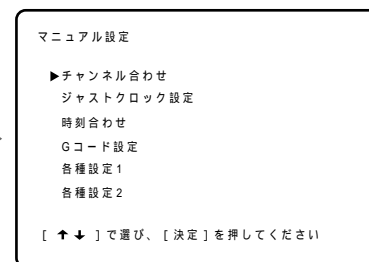 マニュアル設定
▶チャンネル合わせ
ジャストクロック設定
時刻合わせ
Gコード設定
各種設定1
各種設定2
[ ↑↓ ]で選び、[決定]を押してください